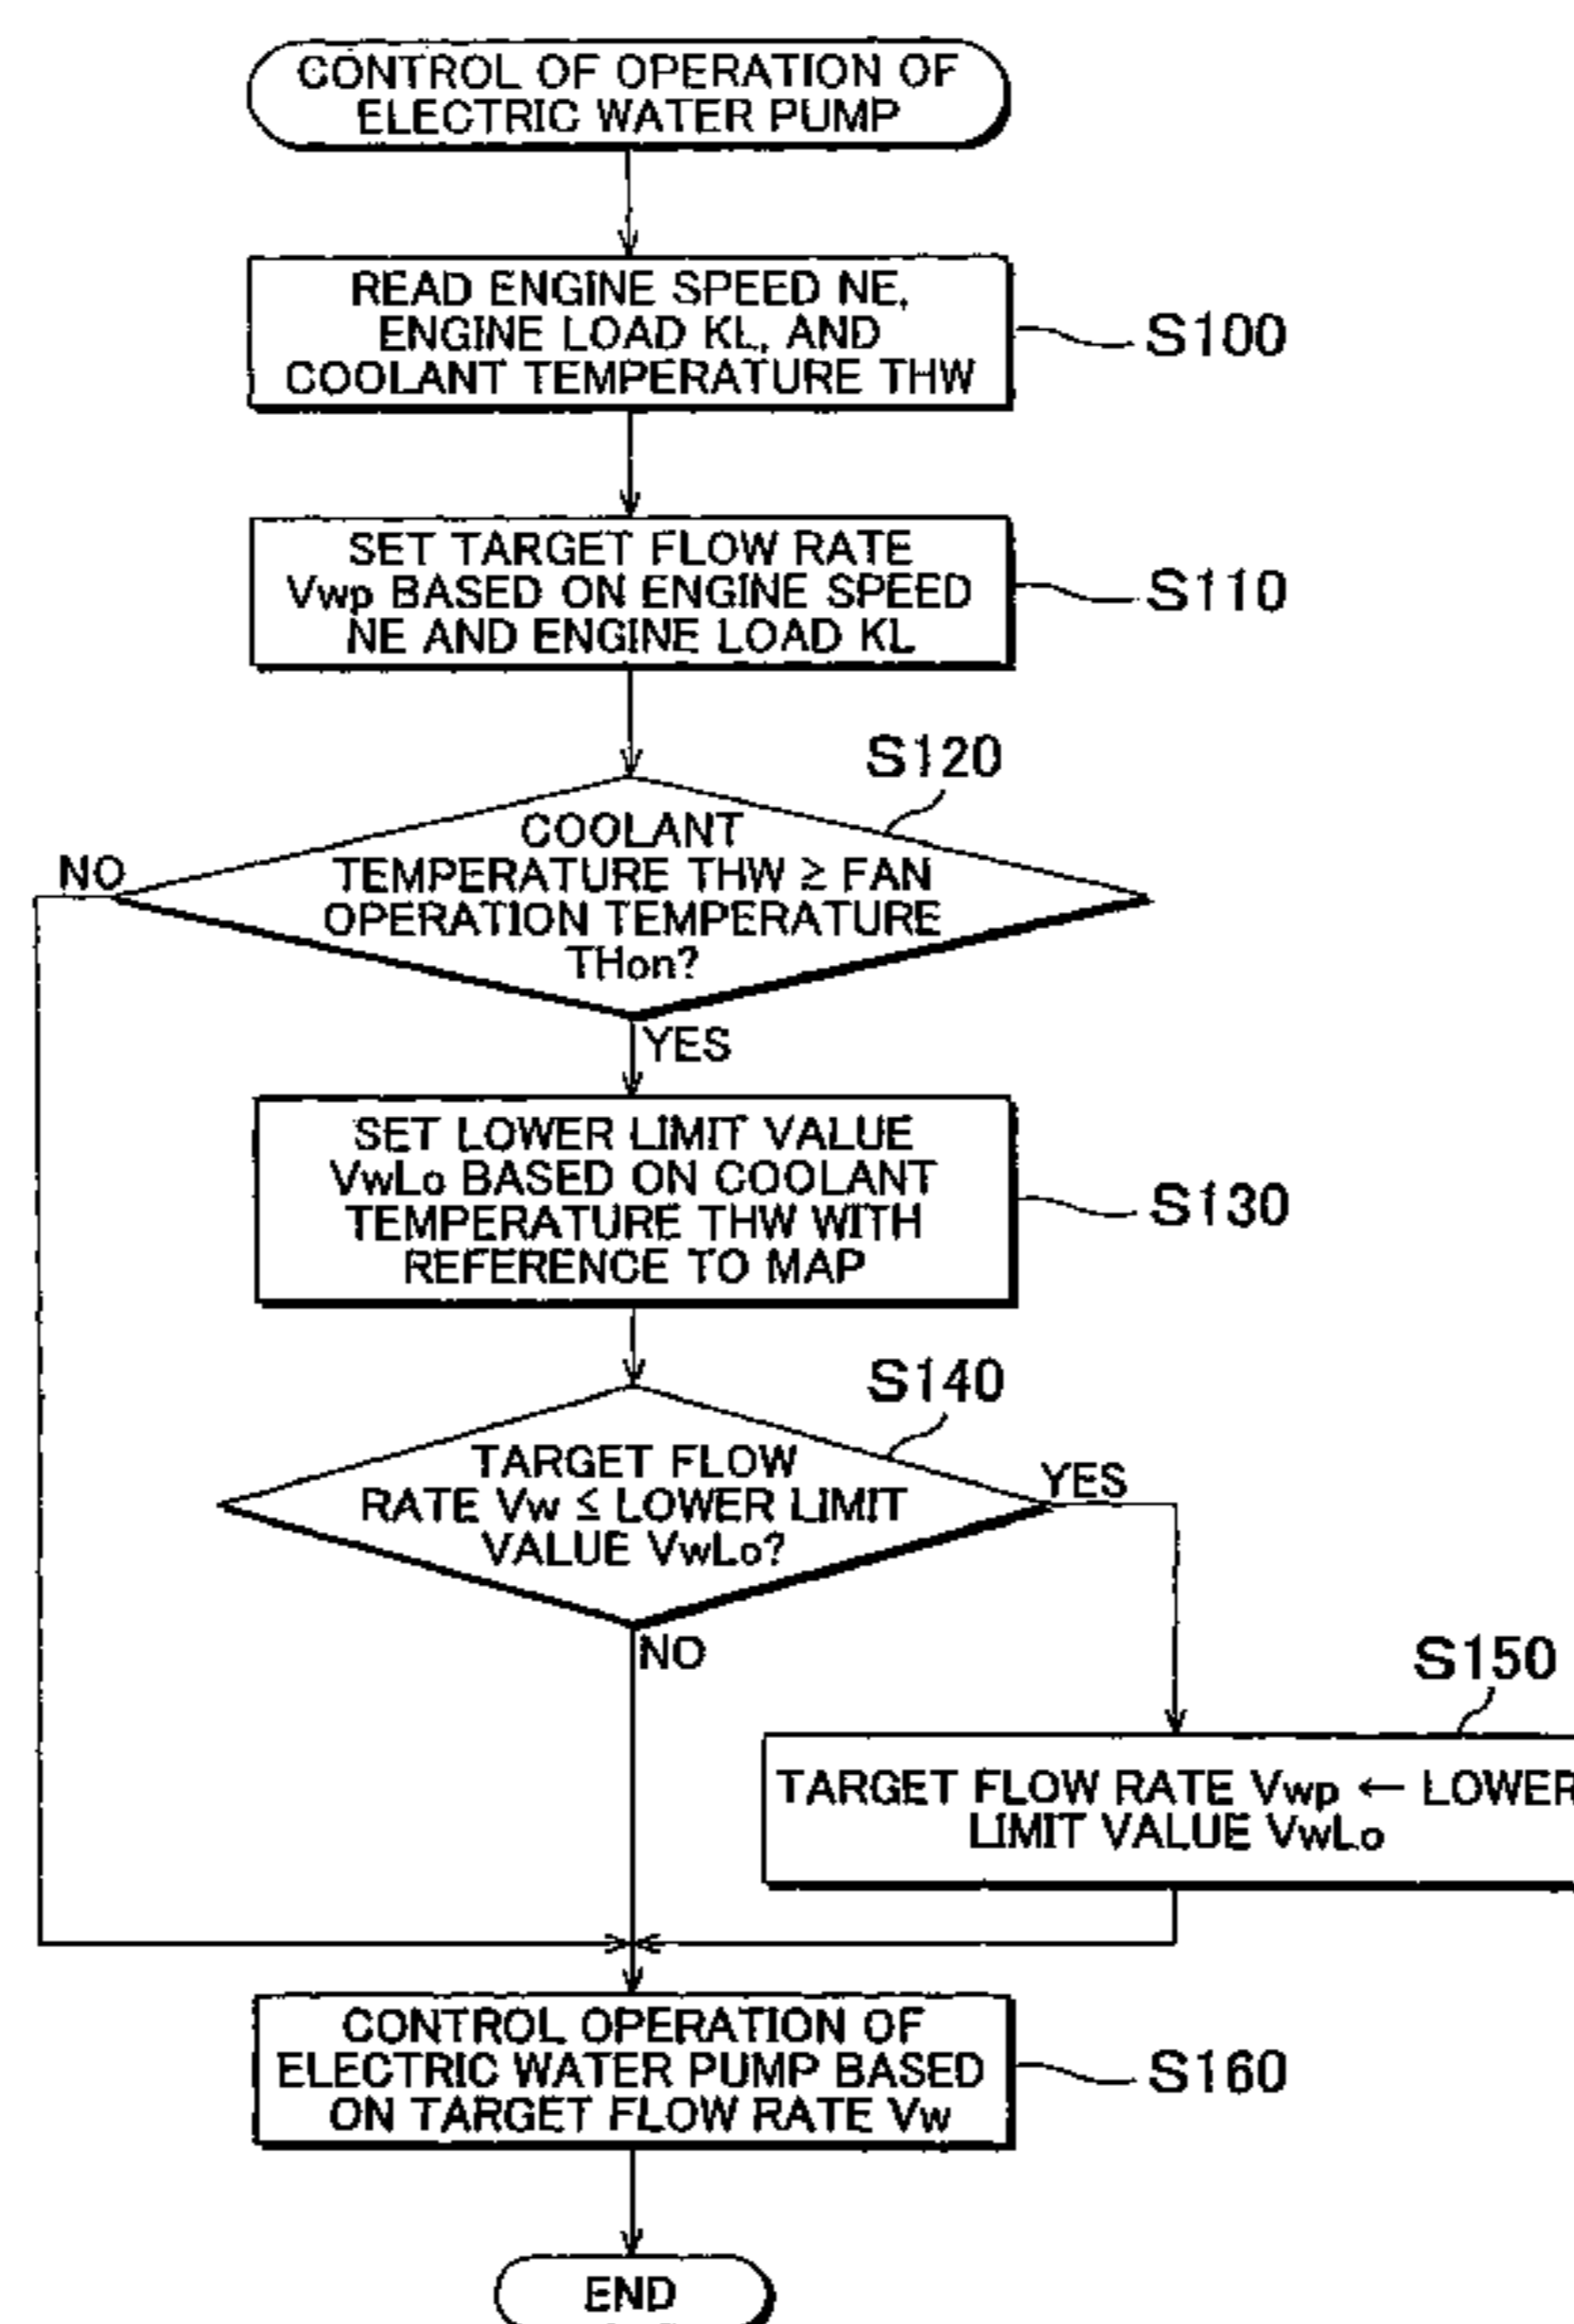 CONTROL OF OPERATION OF
ELECTRIC WATER PUMP
READ ENGINE SPEED NE,
ENGINE LOAD KL, AND
COOLANT TEMPERATURE THW
S100
SET TARGET FLOW RATE
Vwp BASED ON ENGINE SPEED
NE AND ENGINE LOAD KL
S110
S120
COOLANT
TEMPERATURE THW ≥ FAN
OPERATION TEMPERATURE
THon?
NO
YES
SET LOWER LIMIT VALUE
VwLo BASED ON COOLANT
TEMPERATURE THW WITH
REFERENCE TO MAP
S130
S140
TARGET FLOW
RATE Vw ≤ LOWER LIMIT
VALUE VwLo?
YES
NO
S150
TARGET FLOW RATE Vwp ← LOWER
LIMIT VALUE VwLo
CONTROL OPERATION OF
ELECTRIC WATER PUMP BASED
ON TARGET FLOW RATE Vw
S160
END